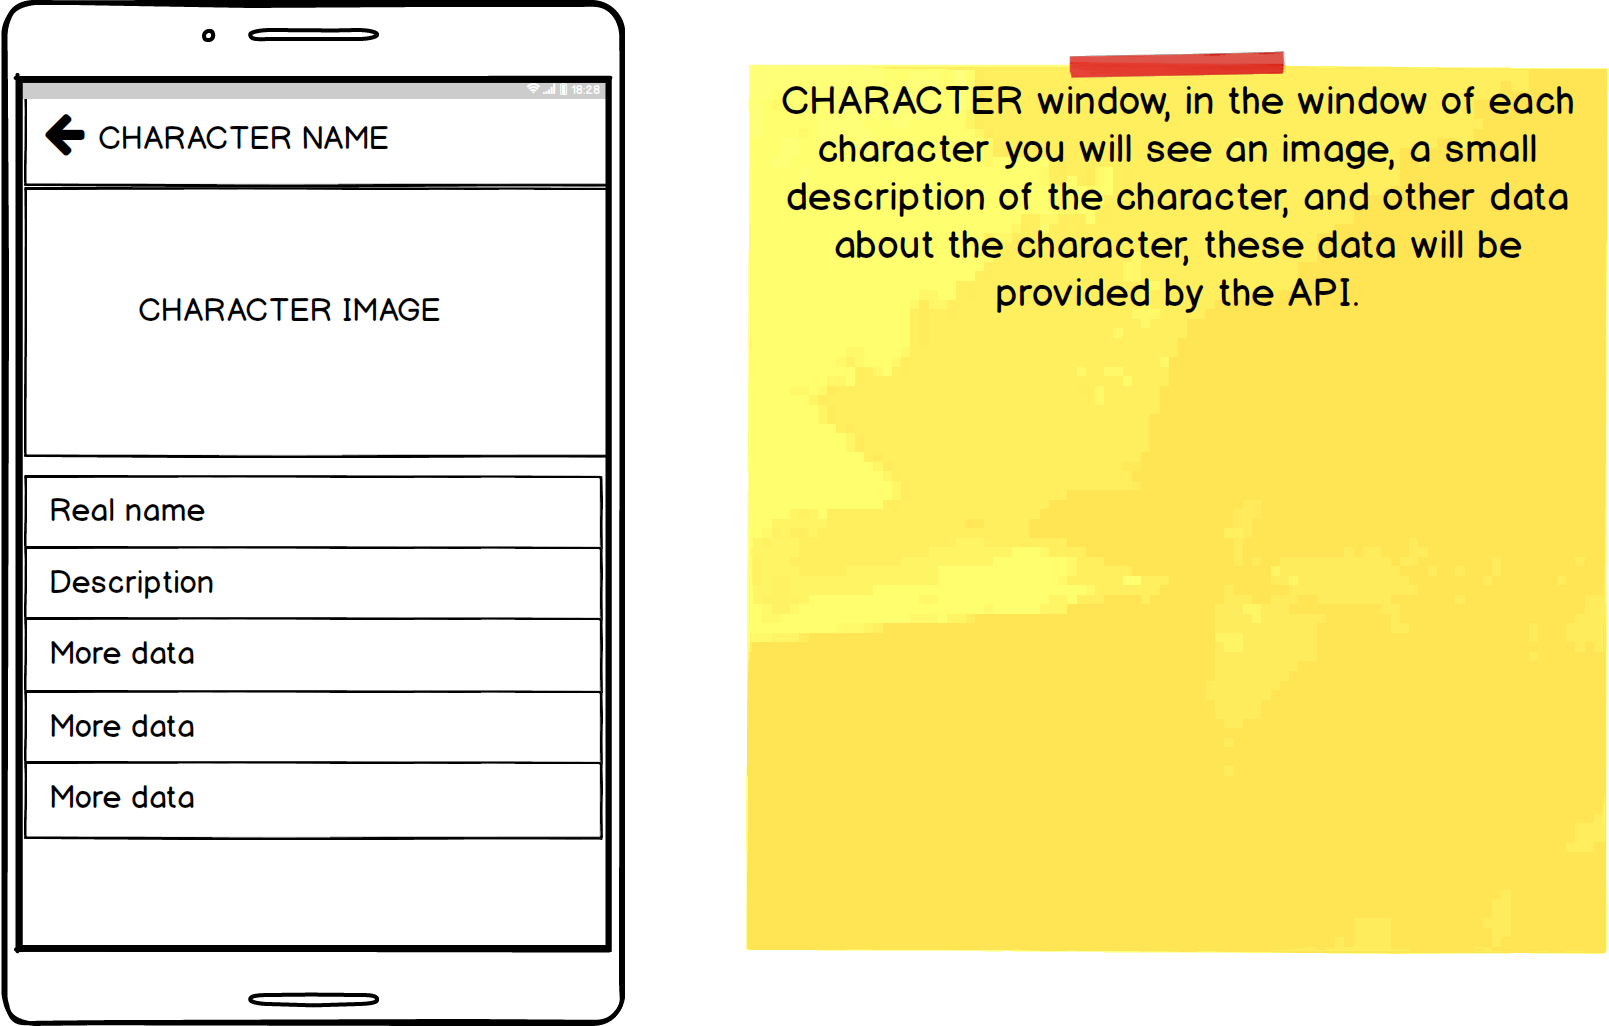 18:28
CHARACTER NAME
CHARACTER IMAGE
Real name
Description
More data
More data
More data
CHARACTER window, in the window of each
character you will see an image, a small
description of the character, and other data
about the character, these data will be
provided by the API.